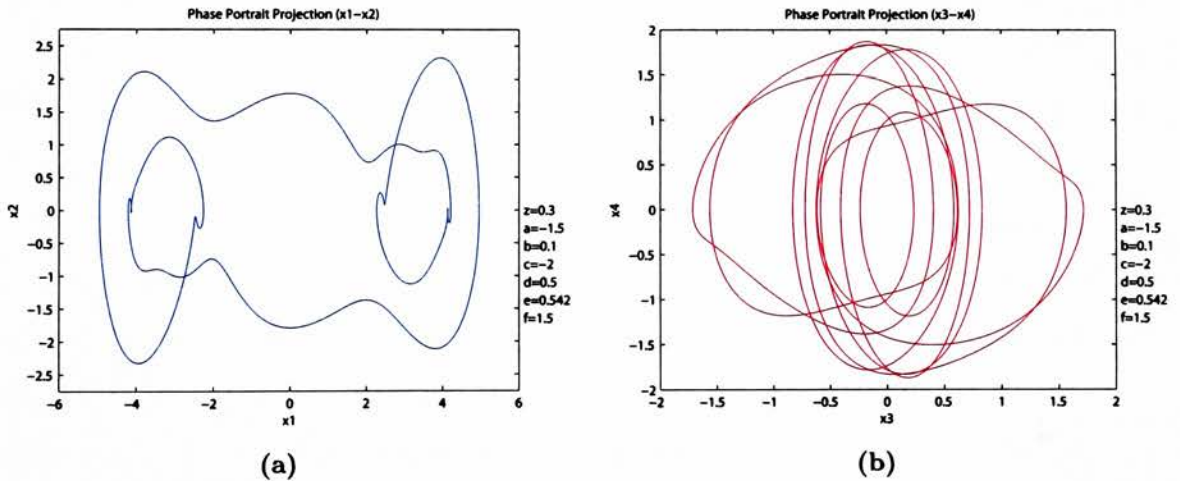 Phase Portrait Projection (x1−x2)
2.5
2
1.5
1
0.5
0
−0.5
−1
−1.5
−2
−2.5
x2
−6
−4
−2
0
2
4
6
x1
z=0.3
a=−1.5
b=0.1
c=−2
d=0.5
e=0.542
f=1.5
(a)
Phase Portrait Projection (x3−x4)
2
1.5
1
0.5
0
−0.5
−1
−1.5
−2
x4
−2
−1.5
−1
−0.5
0
0.5
1
1.5
2
x3
z=0.3
a=−1.5
b=0.1
c=−2
d=0.5
e=0.542
f=1.5
(b)